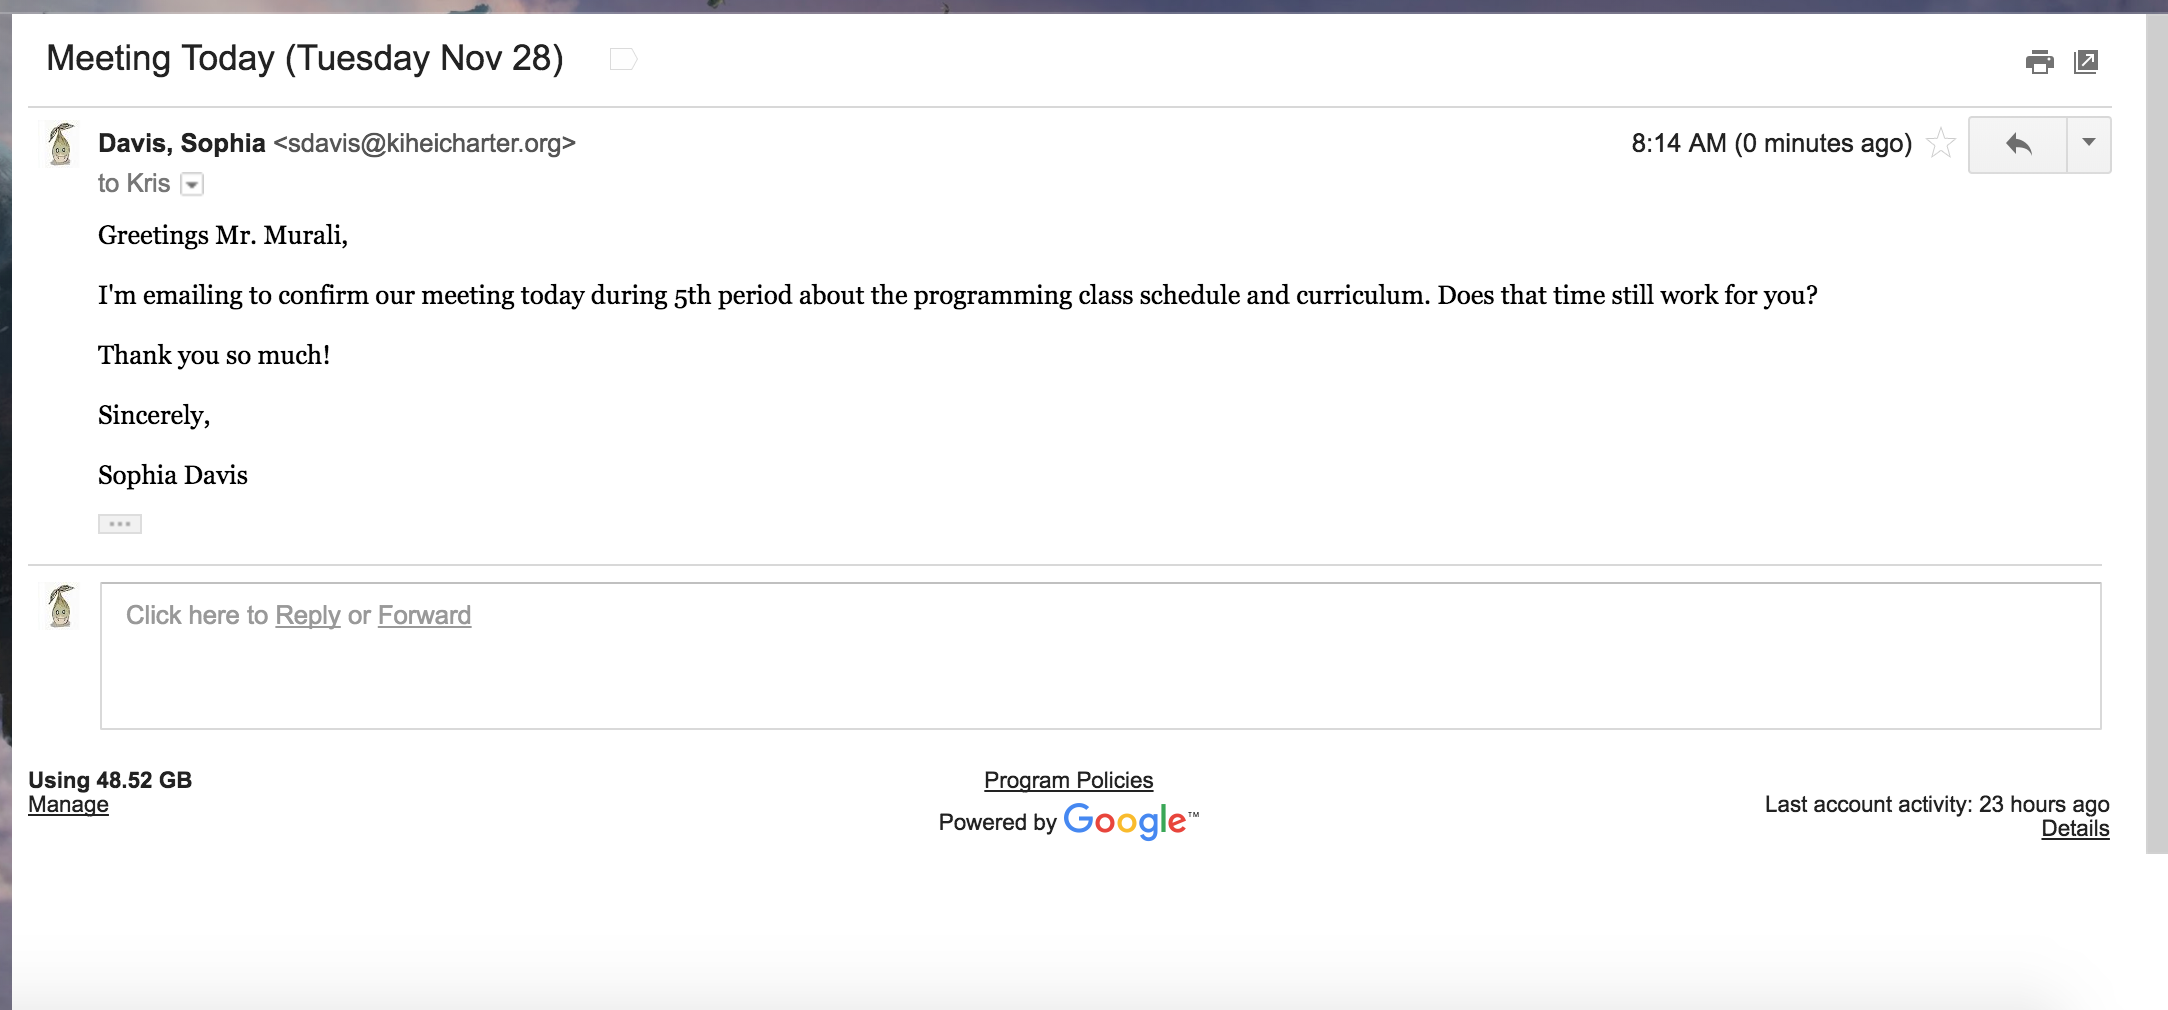 Meeting Today (Tuesday Nov 28)
Davis, Sophia <sdavis@kiheicharter.org>
8:14 AM (0 minutes ago)
to Kris
Greetings Mr. Murali,
I'm emailing to confirm our meeting today during 5th period about the programming class schedule and curriculum. Does that time still work for you?
Thank you so much!
Sincerely,
Sophia Davis
Click here to Reply or Forward
Using 48.52 GB
Manage
Program Policies
Powered by Google™
Last account activity: 23 hours ago
Details